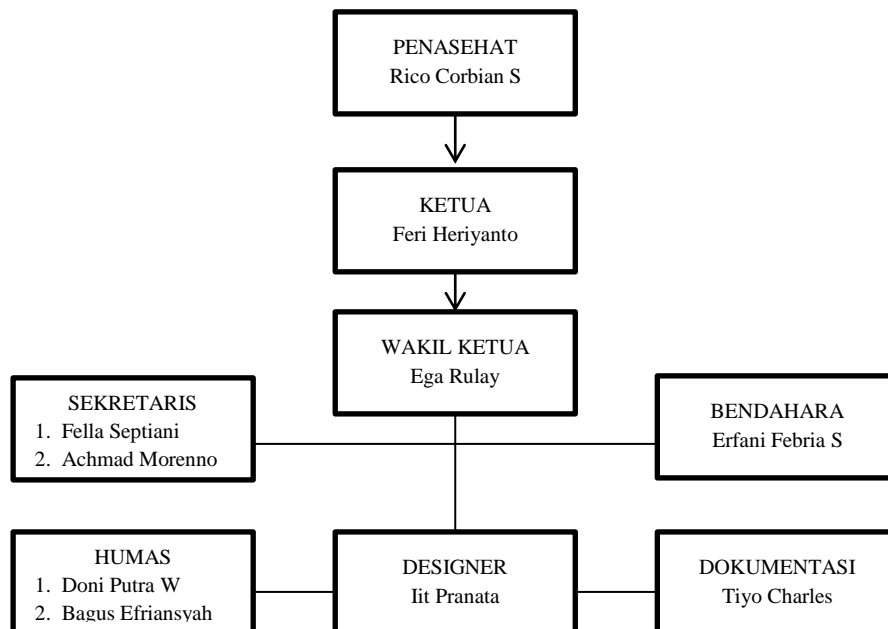 PENASEHAT
Rico Corbian S
KETUA
Feri Heriyanto
WAKIL KETUA
Ega Rulay
SEKRETARIS
1. Fella Septiani
2. Achmad Morenno
BENDAHARA
Erfani Febria S
HUMAS
1. Doni Putra W
2. Bagus Efriansyah
DESIGNER
Iit Pranata
DOKUMENTASI
Tiyo Charles